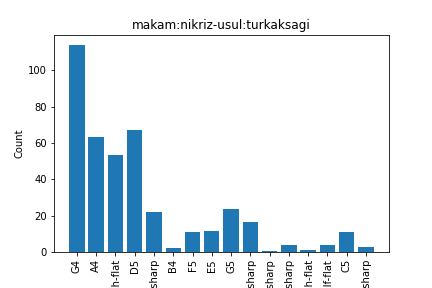 makam:nikriz-usul:turkaksagi
Count
100
80
60
40
20
0
G4
A4
h-flat
D5
sharp
B4
F5
E5
G5
sharp
sharp
sharp
h-flat
lf-flat
C5
sharp